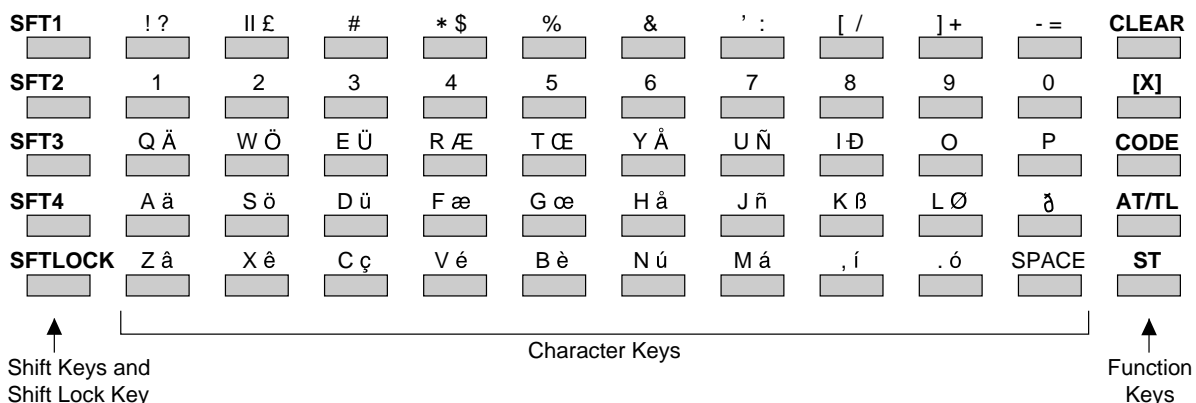 SFT1 ! ? II £ # * $ % & ' : [ / ] + - = CLEAR
SFT2 1 2 3 4 5 6 7 8 9 0 [X]
SFT3 Q Ä W Ö E Ü R Æ T Œ Y Å U Ñ I Đ O P CODE
SFT4 A ä S ö D ü F æ G œ H å J ñ K ß L Ø ð AT/TL
SFTLOCK Z â X ê C ç V é B è N ú M á , í . ó SPACE ST
Character Keys
Shift Keys and
Shift Lock Key
Function
Keys